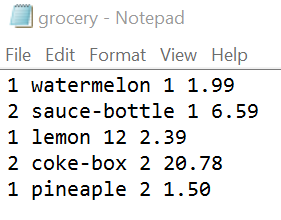 grocery - Notepad
File Edit Format View Help
1 watermelon 1 1.99
2 sauce-bottle 1 6.59
1 lemon 12 2.39
2 coke-box 2 20.78
1 pineaple 2 1.50